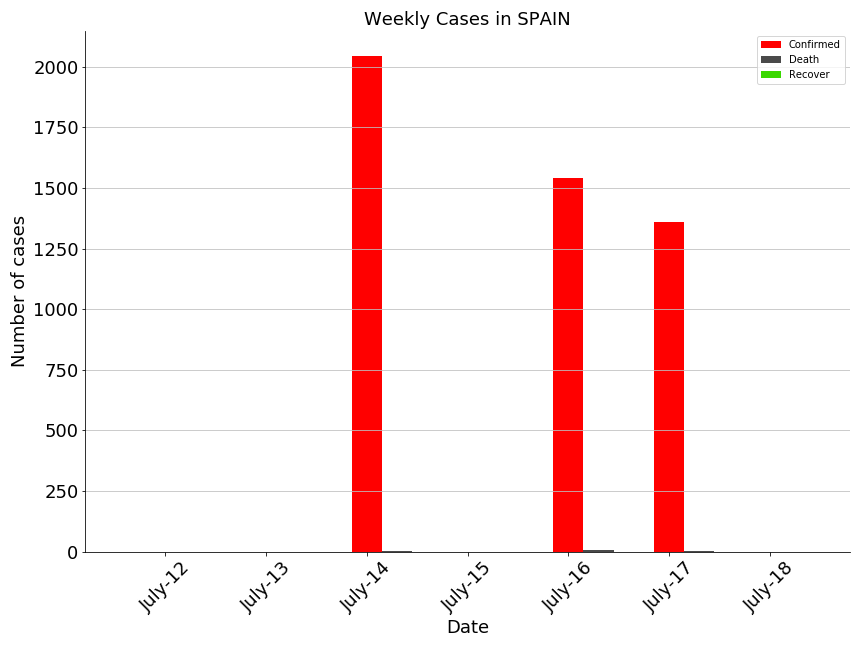 Weekly Cases in SPAIN
Confirmed
Death
Recover
Number of cases
2000
1750
1500
1250
1000
750
500
250
0
July-12
July-13
July-14
July-15
July-16
July-17
July-18
Date